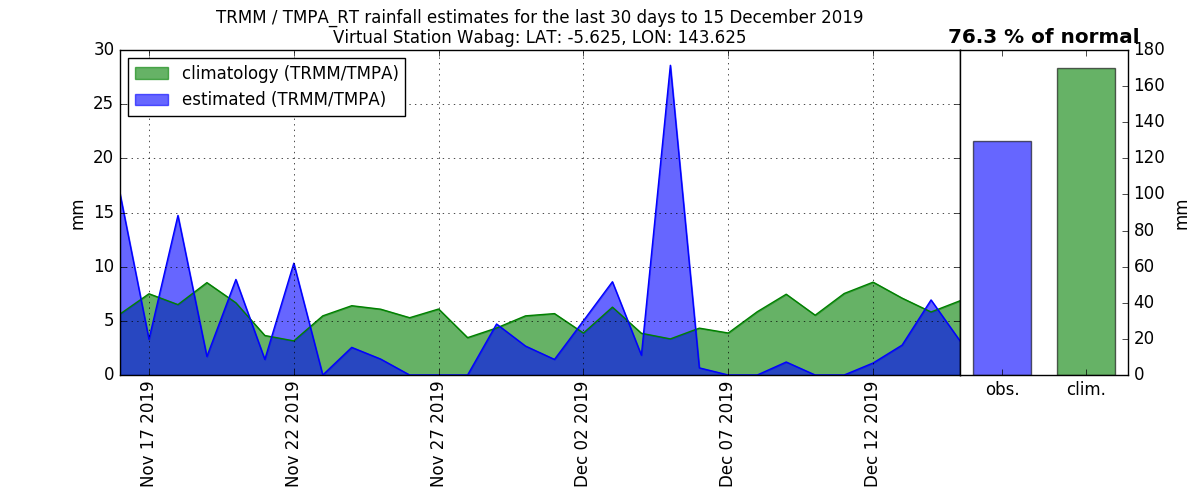 TRMM / TMPA_RT rainfall estimates for the last 30 days to 15 December 2019
Virtual Station Wabag: LAT: -5.625, LON: 143.625
76.3 % of normal
climatology (TRMM/TMPA)
estimated (TRMM/TMPA)
mm
30
25
20
15
10
5
0
Nov 17 2019
Nov 22 2019
Nov 27 2019
Dec 02 2019
Dec 07 2019
Dec 12 2019
obs.
clim.
180
160
140
120
100
80
60
40
20
0
mm